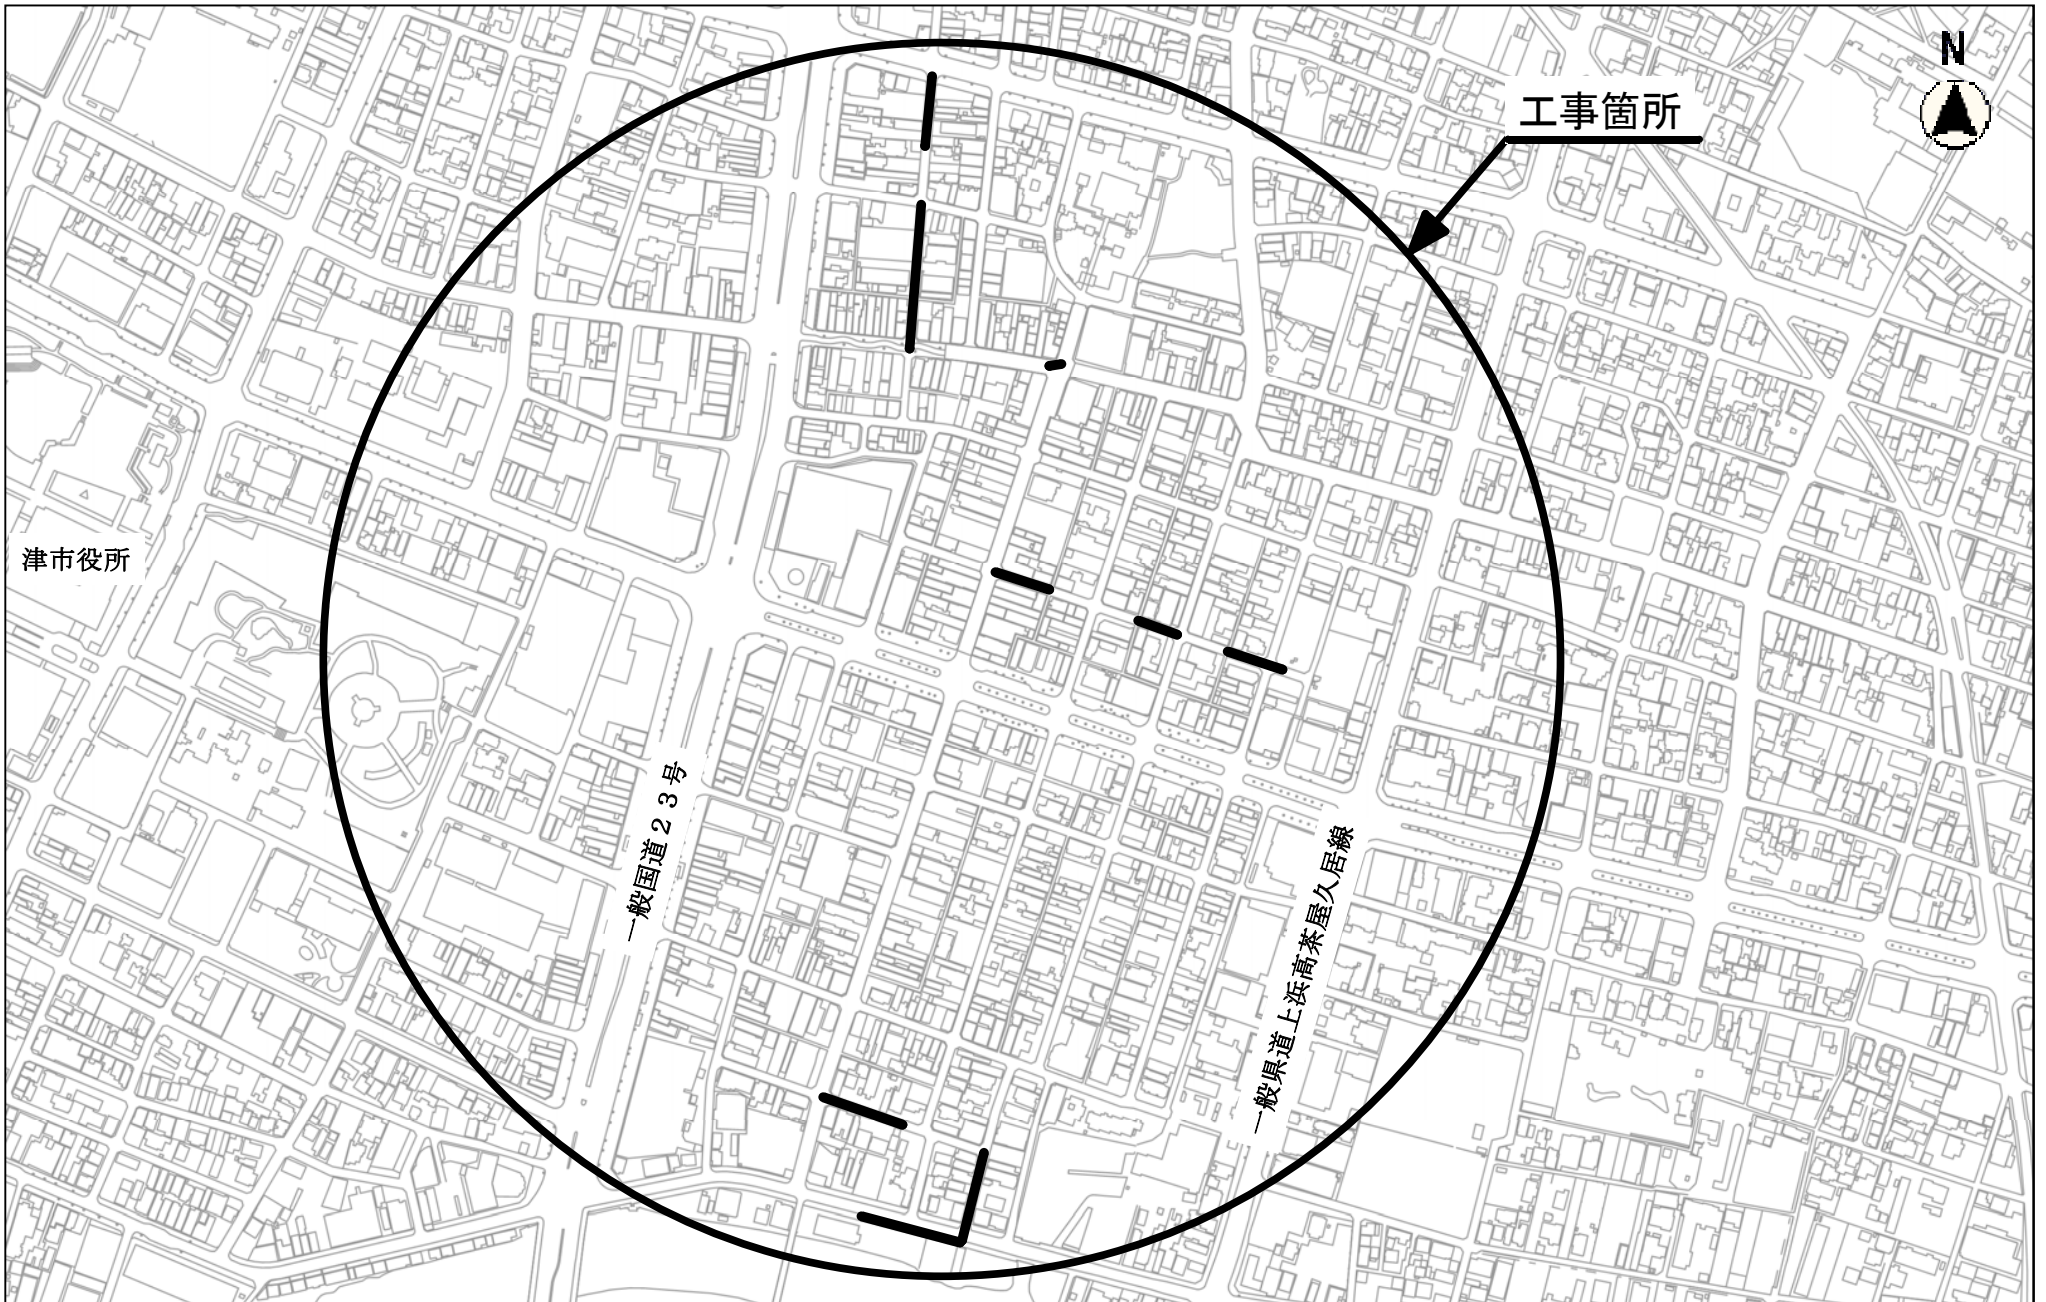 N
工事箇所
津市役所
一般国道２３号
一般県道上浜高茶屋久居線